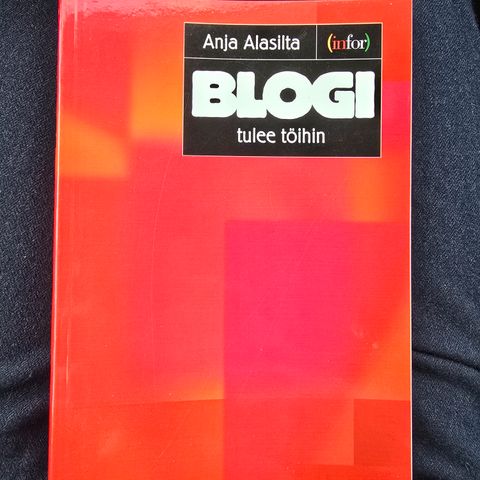 Anja Alasilta (infor)
BLOGI
tulee töihin